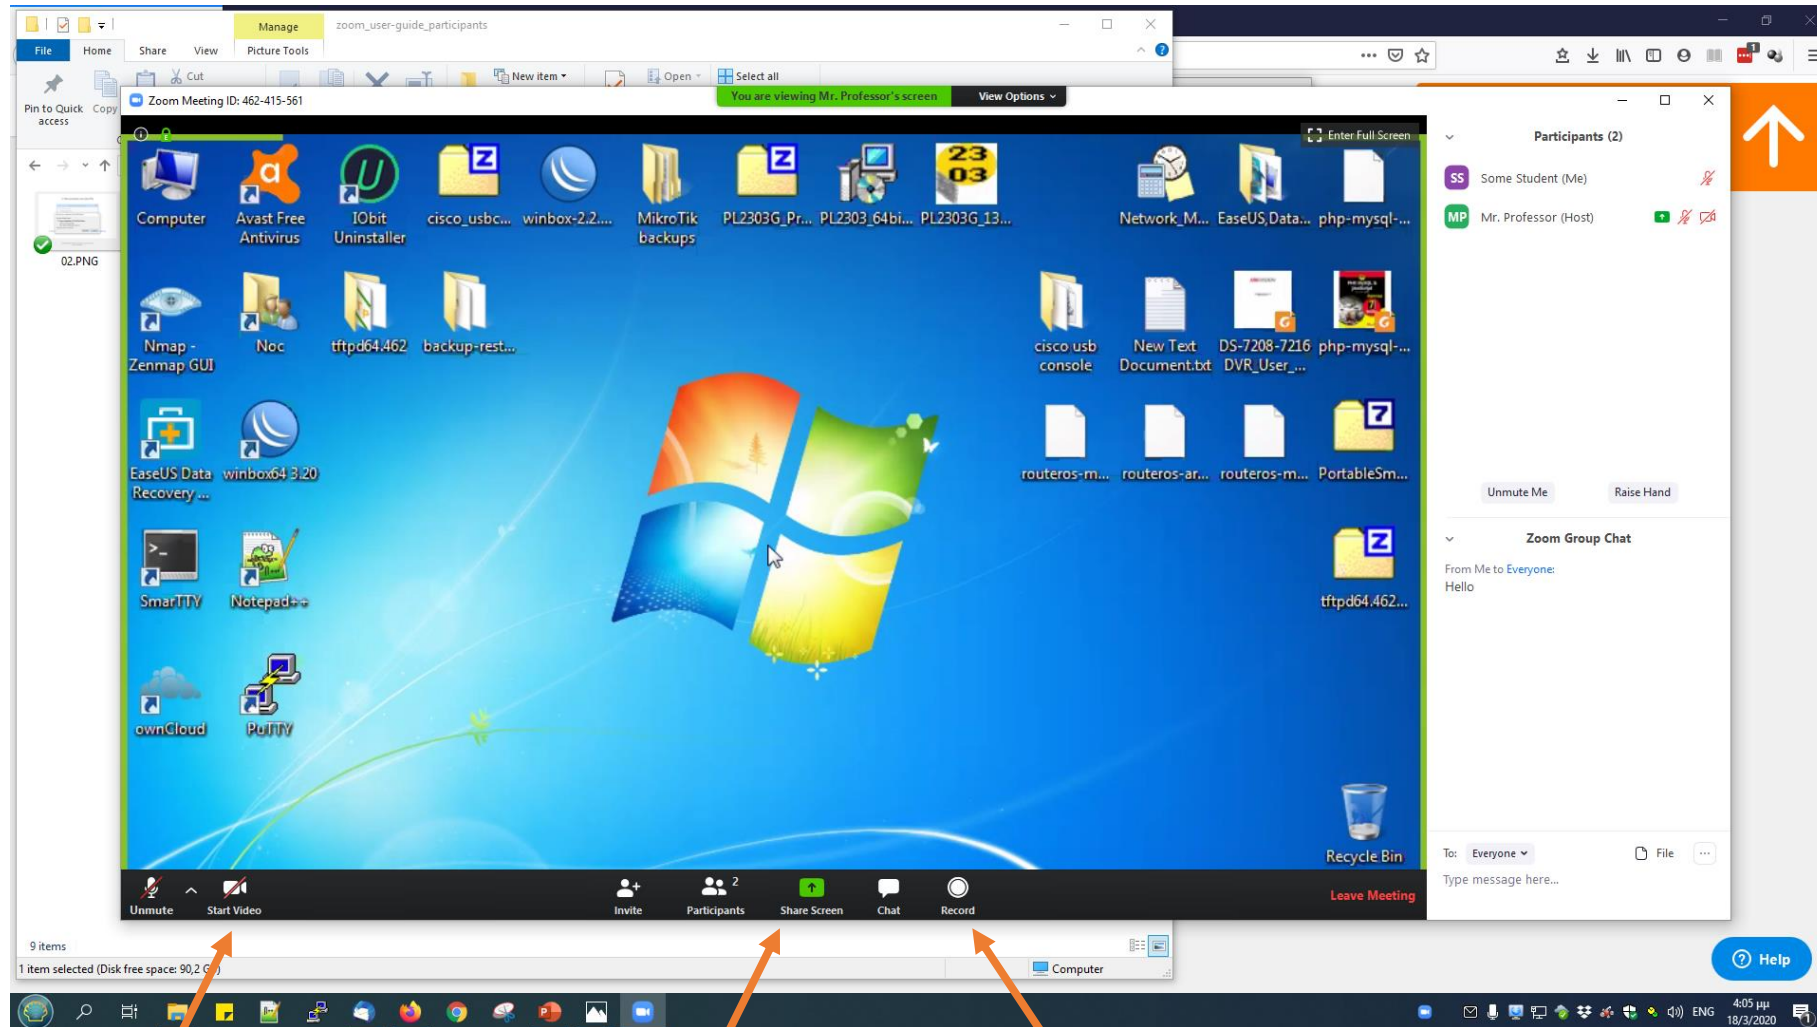 Manage
zoom_user-guide_participants
File
Home
Share
View
Picture Tools
Cut
New item
Open
Select all
Pin to Quick access
Copy
Zoom Meeting ID: 462-415-561
You are viewing Mr. Professor's screen
View Options
Enter Full Screen
Participants (2)
SS
Some Student (Me)
MP
Mr. Professor (Host)
02.PNG
Computer
Avast Free
Antivirus
IObit
Uninstaller
cisco_usbc...
winbox-2.2....
MikroTik
backups
PL2303G_Pr...
PL2303_64bi...
23
03
PL2303G_13...
Network_M...
EaseUS,Data...
php-mysql-...
Nmap -
Zenmap GUI
Noc
tftpd64.462
backup-rest...
cisco usb
console
New Text
Document.txt
DS-7208-7216
DVR_User_...
php-mysql-...
EaseUS Data
Recovery ...
winbox64 3.20
routeros-m...
routeros-ar...
routeros-m...
PortableSm...
SmarTTY
Notepad++
tftpd64.462...
ownCloud
PuTTY
Recycle Bin
Unmute Me
Raise Hand
Zoom Group Chat
From Me to Everyone:
Hello
To: Everyone
File
Type message here...
Unmute
Start Video
Invite
2
Participants
Share Screen
Chat
Record
Leave Meeting
9 items
1 item selected (Disk free space: 90,2 G
Computer
Help
ENG
4:05 μμ
18/3/2020